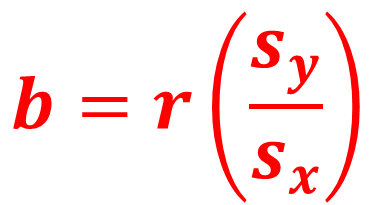 b = r (s_y / s_x)